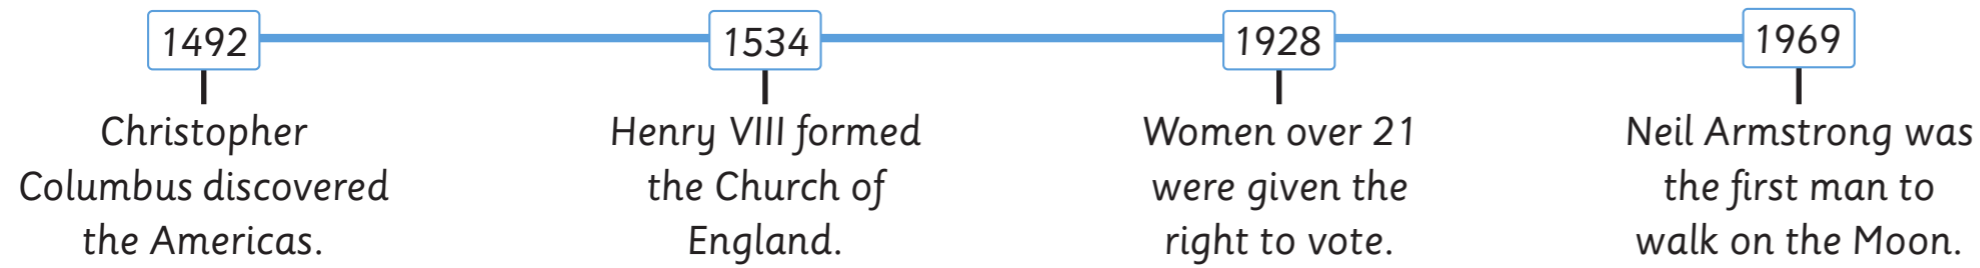 1492
Christopher
Columbus discovered
the Americas.
1534
Henry VIII formed
the Church of
England.
1928
Women over 21
were given the
right to vote.
1969
Neil Armstrong was
the first man to
walk on the Moon.